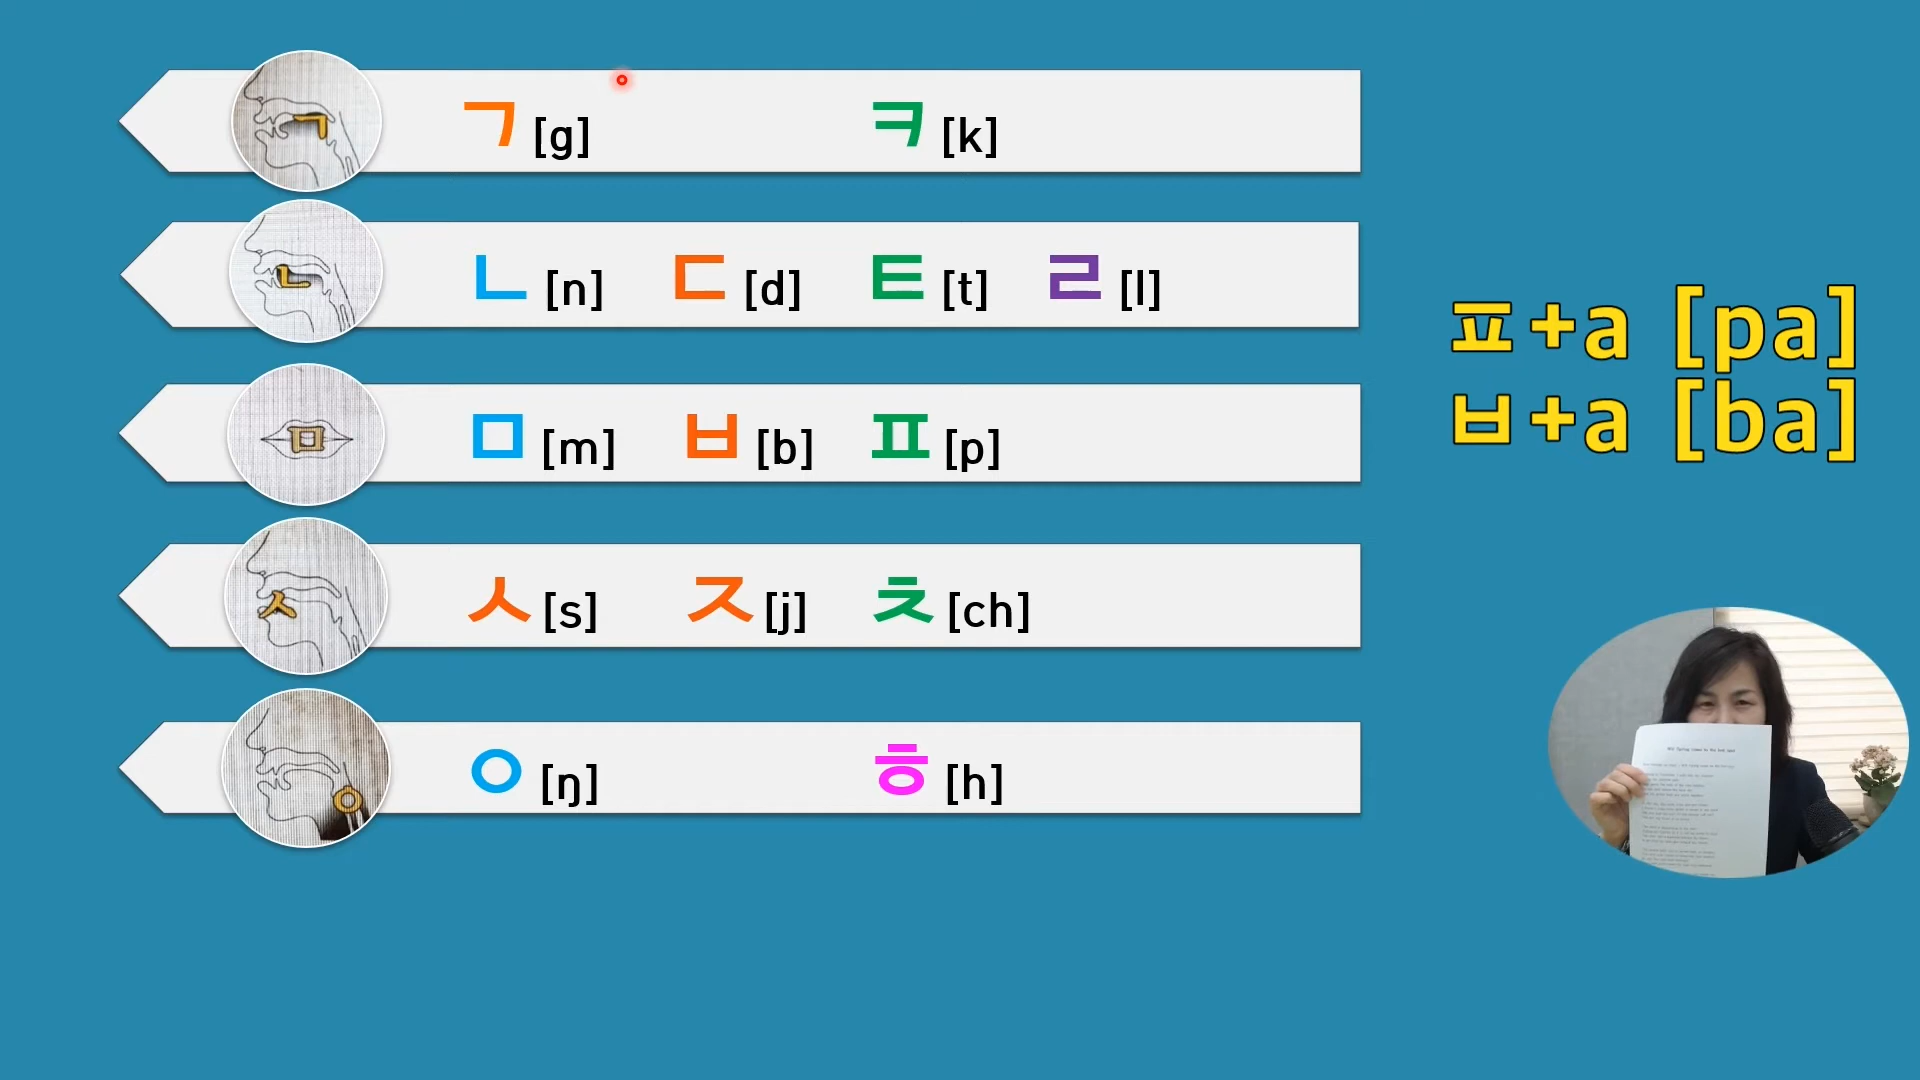 ㄱ [g] ㅋ [k]
ㄴ [n] ㄷ [d] ㅌ [t] ㄹ [l]
ㅁ [m] ㅂ [b] ㅍ [p]
ㅅ [s] ㅈ [j] ㅊ [ch]
ㅇ [ŋ] ㅎ [h]
ㄱ
ㄴ
ㅁ
ㅅ
ㅇ
ㅍ+a [pa]
ㅂ+a [ba]